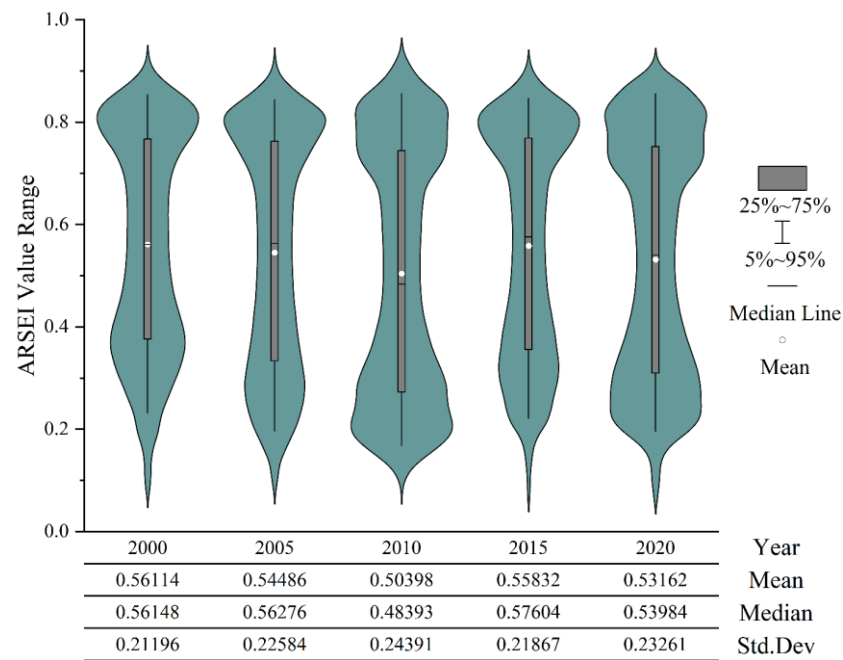 1.0
0.8
0.6
0.4
0.2
0.0
ARSEI Value Range
25%~75%
5%~95%
Median Line
Mean
2000 2005 2010 2015 2020 Year
0.56114 0.54486 0.50398 0.55832 0.53162 Mean
0.56148 0.56276 0.48393 0.57604 0.53984 Median
0.21196 0.22584 0.24391 0.21867 0.23261 Std.Dev